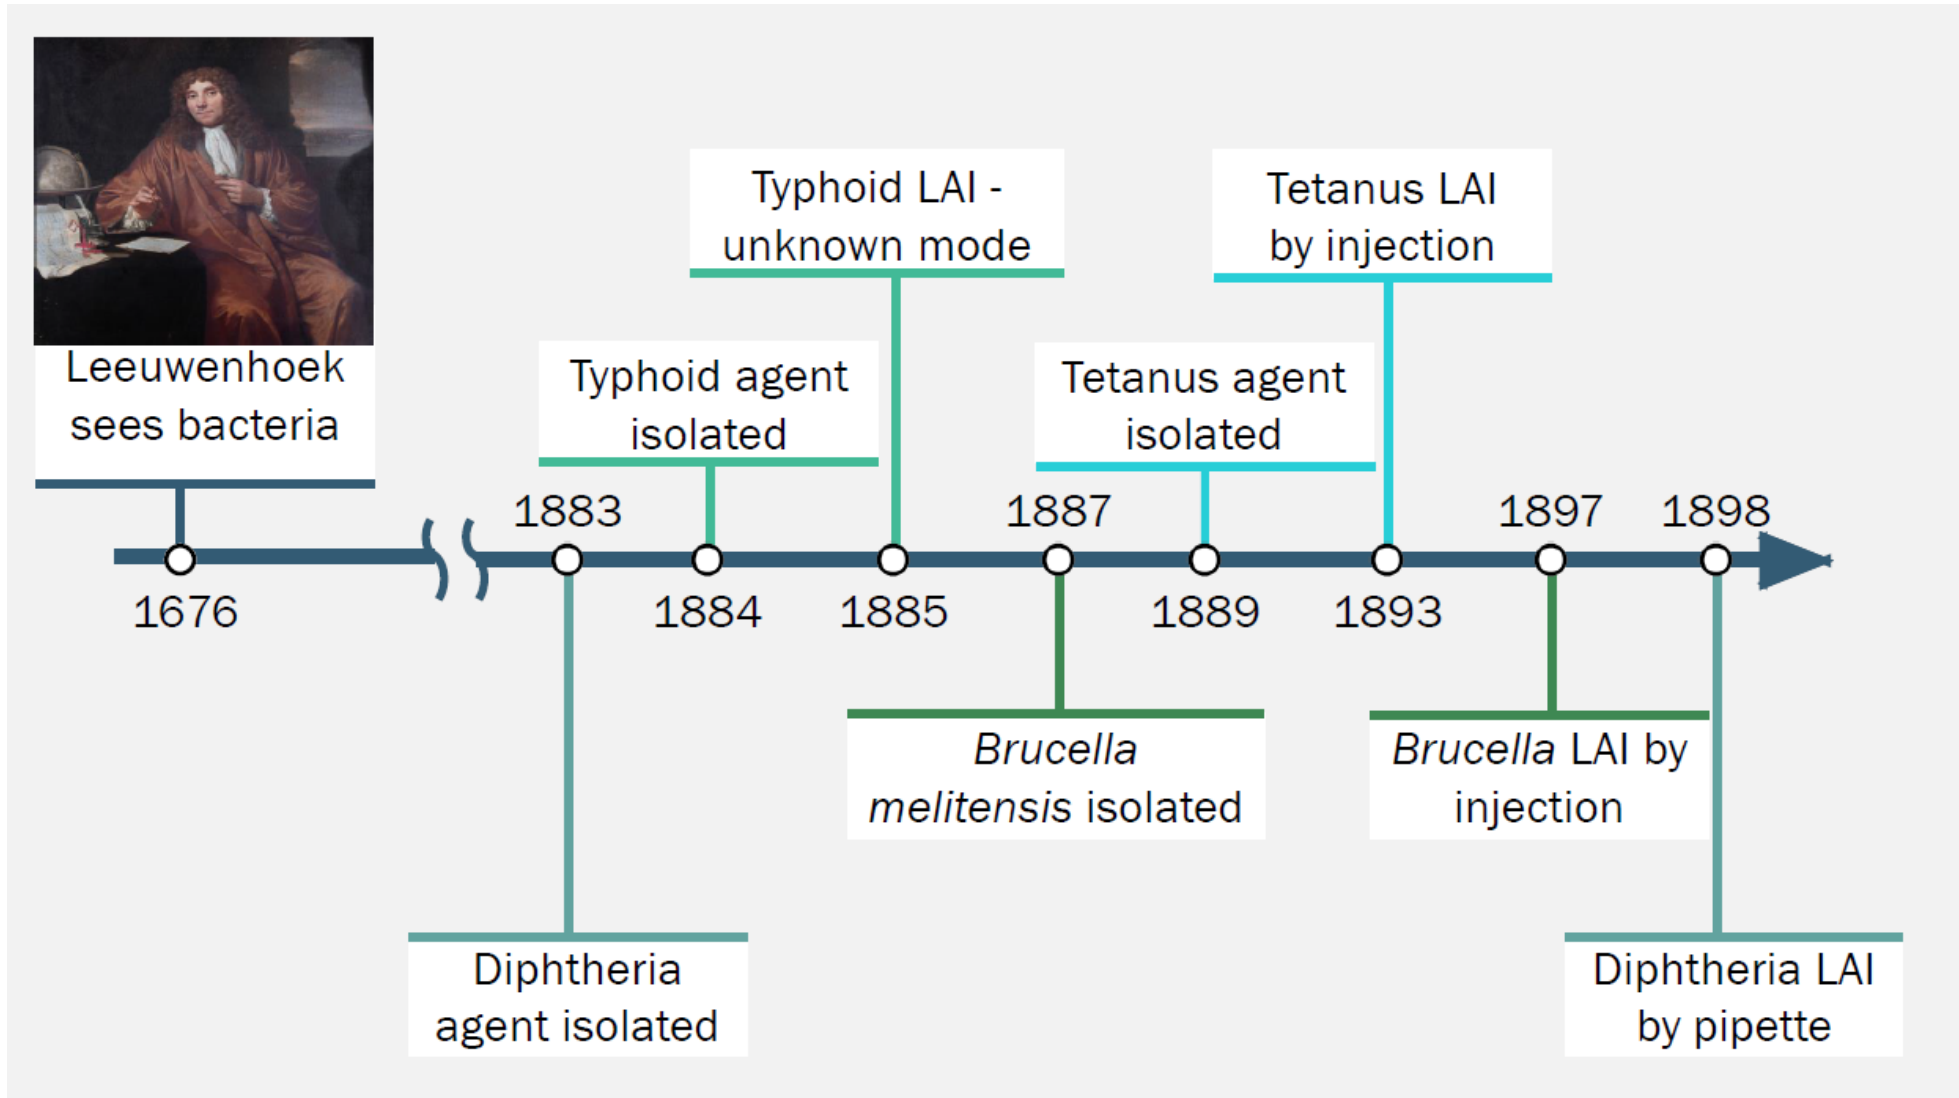 Leeuwenhoek
sees bacteria
1676
1883
Diphtheria
agent isolated
Typhoid agent
isolated
1884
Typhoid LAI -
unknown mode
1885
1887
Brucella
melitensis isolated
Tetanus agent
isolated
1889
Tetanus LAI
by injection
1893
1897
Brucella LAI by
injection
1898
Diphtheria LAI
by pipette